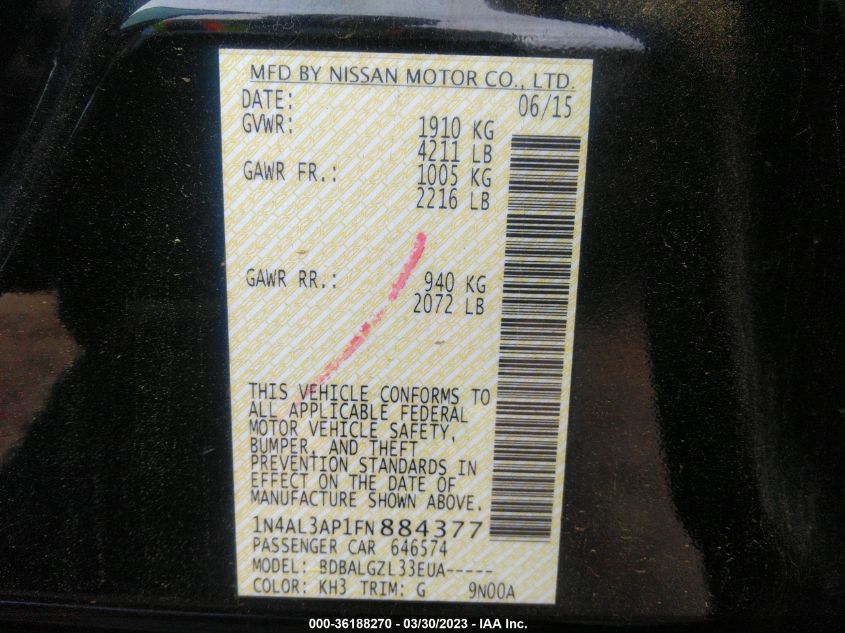 MFD BY NISSAN MOTOR CO., LTD.
DATE: 06/15
GVWR: 1910 KG
4211 LB
GAWR FR.: 1005 KG
2216 LB
GAWR RR.: 940 KG
2072 LB
THIS VEHICLE CONFORMS TO
ALL APPLICABLE FEDERAL
MOTOR VEHICLE SAFETY,
BUMPER, AND THEFT
PREVENTION STANDARDS IN
EFFECT ON THE DATE OF
MANUFACTURE SHOWN ABOVE.
1N4AL3AP1FN884377
PASSENGER CAR 646574
MODEL: BDBALGZL33EUA-----
COLOR: KH3 TRIM: G 9N00A
000-36188270 - 03/30/2023 - IAA Inc.